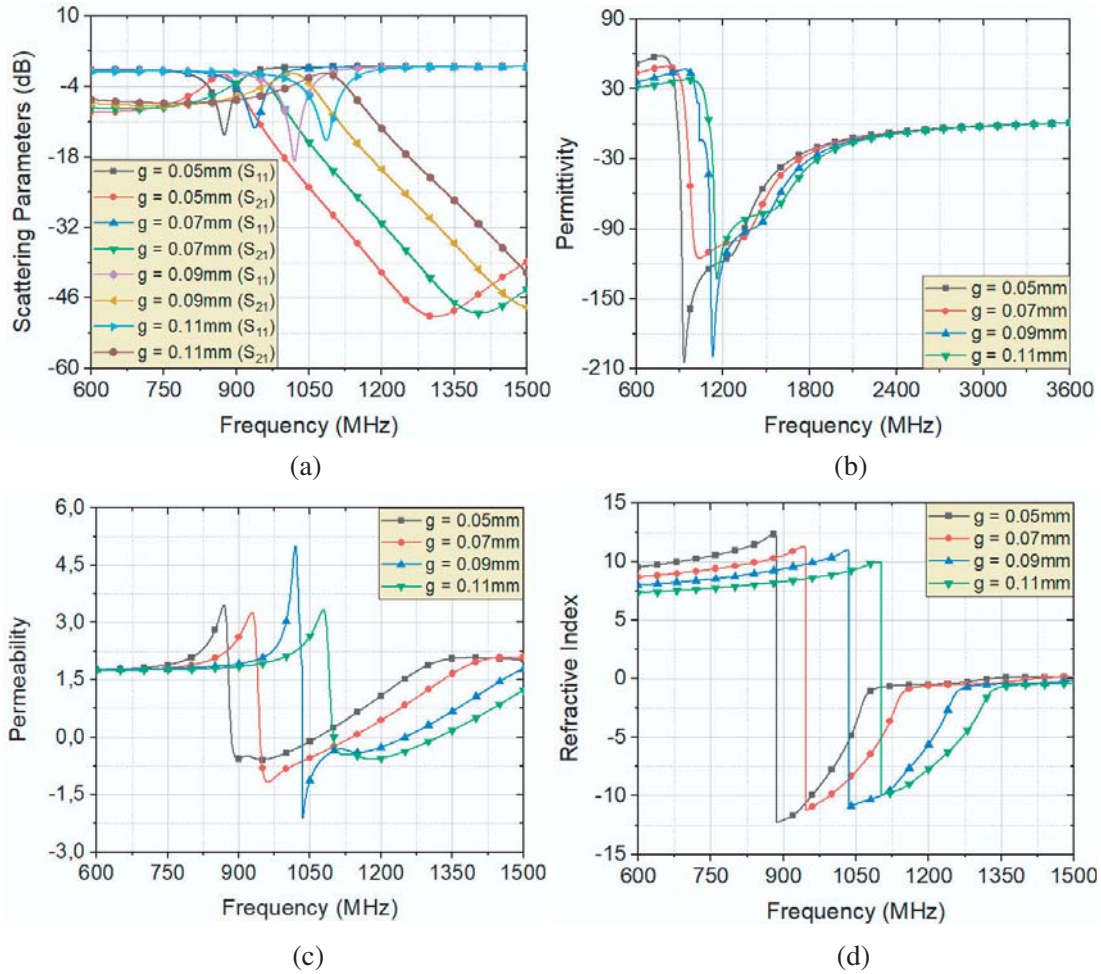 10
-4
-18
-32
-46
-60
Scattering Parameters (dB)
g = 0.05mm (S11)
g = 0.05mm (S21)
g = 0.07mm (S11)
g = 0.07mm (S21)
g = 0.09mm (S11)
g = 0.09mm (S21)
g = 0.11mm (S11)
g = 0.11mm (S21)
600 750 900 1050 1200 1350 1500
Frequency (MHz)
(a)
90
30
-30
-90
-150
-210
Permittivity
g = 0.05mm
g = 0.07mm
g = 0.09mm
g = 0.11mm
600 1200 1800 2400 3000 3600
Frequency (MHz)
(b)
6,0
4,5
3,0
1,5
0,0
-1,5
-3,0
Permeability
g = 0.05mm
g = 0.07mm
g = 0.09mm
g = 0.11mm
600 750 900 1050 1200 1350 1500
Frequency (MHz)
(c)
15
10
5
0
-5
-10
-15
Refractive Index
g = 0.05mm
g = 0.07mm
g = 0.09mm
g = 0.11mm
600 750 900 1050 1200 1350 1500
Frequency (MHz)
(d)